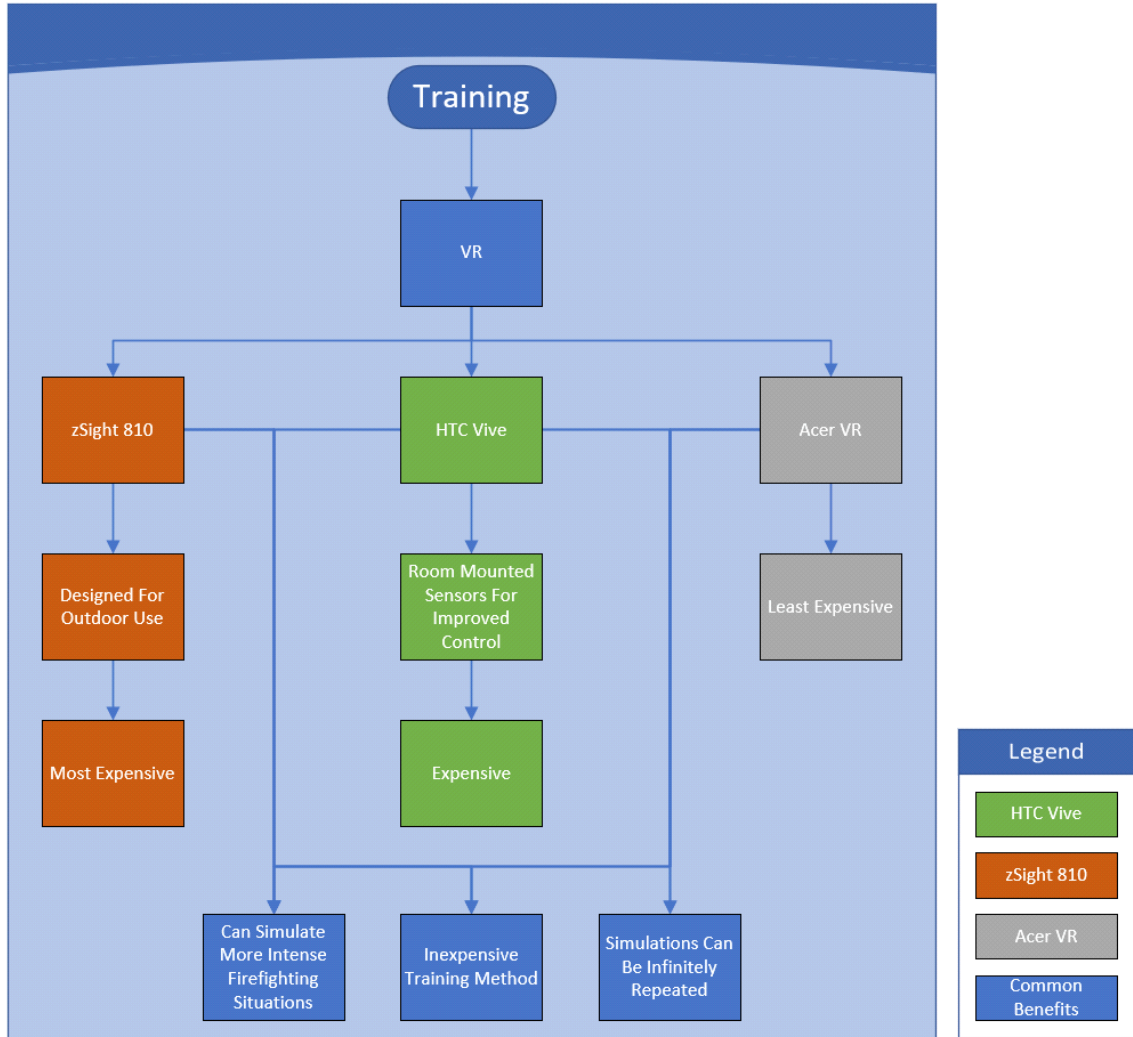 Training
VR
zSight 810
HTC Vive
Acer VR
Designed For
Outdoor Use
Room Mounted
Sensors For
Improved
Control
Least Expensive
Most Expensive
Expensive
Can Simulate
More Intense
Firefighting
Situations
Inexpensive
Training Method
Simulations Can
Be Infinitely
Repeated
Legend
HTC Vive
zSight 810
Acer VR
Common
Benefits